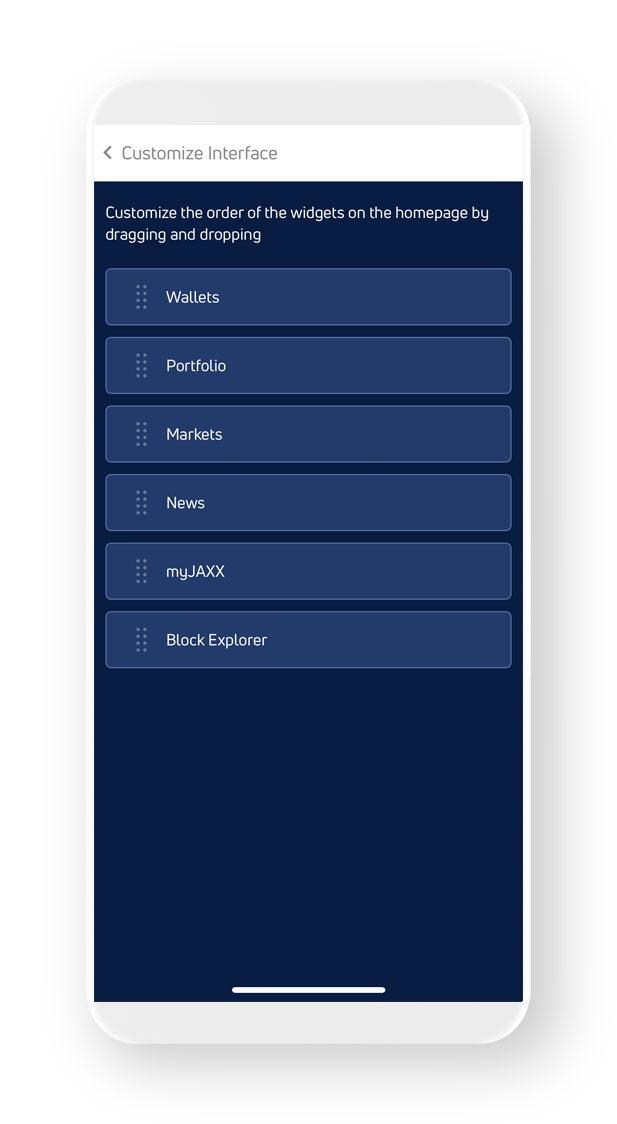 Customize Interface
Customize the order of the widgets on the homepage by
dragging and dropping
Wallets
Portfolio
Markets
News
myJAXX
Block Explorer